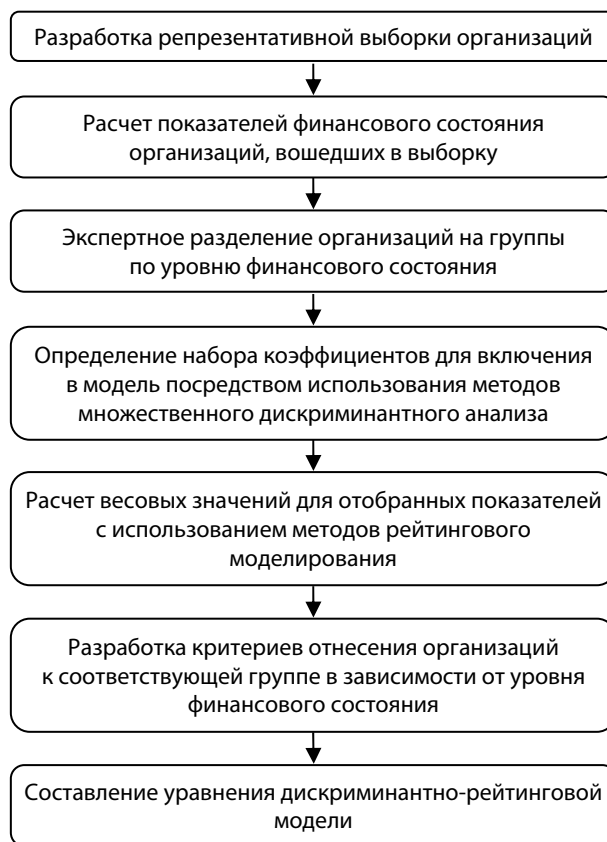 Разработка репрезентативной выборки организаций
Расчет показателей финансового состояния
организаций, вошедших в выборку
Экспертное разделение организаций на группы
по уровню финансового состояния
Определение набора коэффициентов для включения
в модель посредством использования методов
множественного дискриминантного анализа
Расчет весовых значений для отобранных показателей
с использованием методов рейтингового
моделирования
Разработка критериев отнесения организаций
к соответствующей группе в зависимости от уровня
финансового состояния
Составление уравнения дискриминантно-рейтинговой
модели